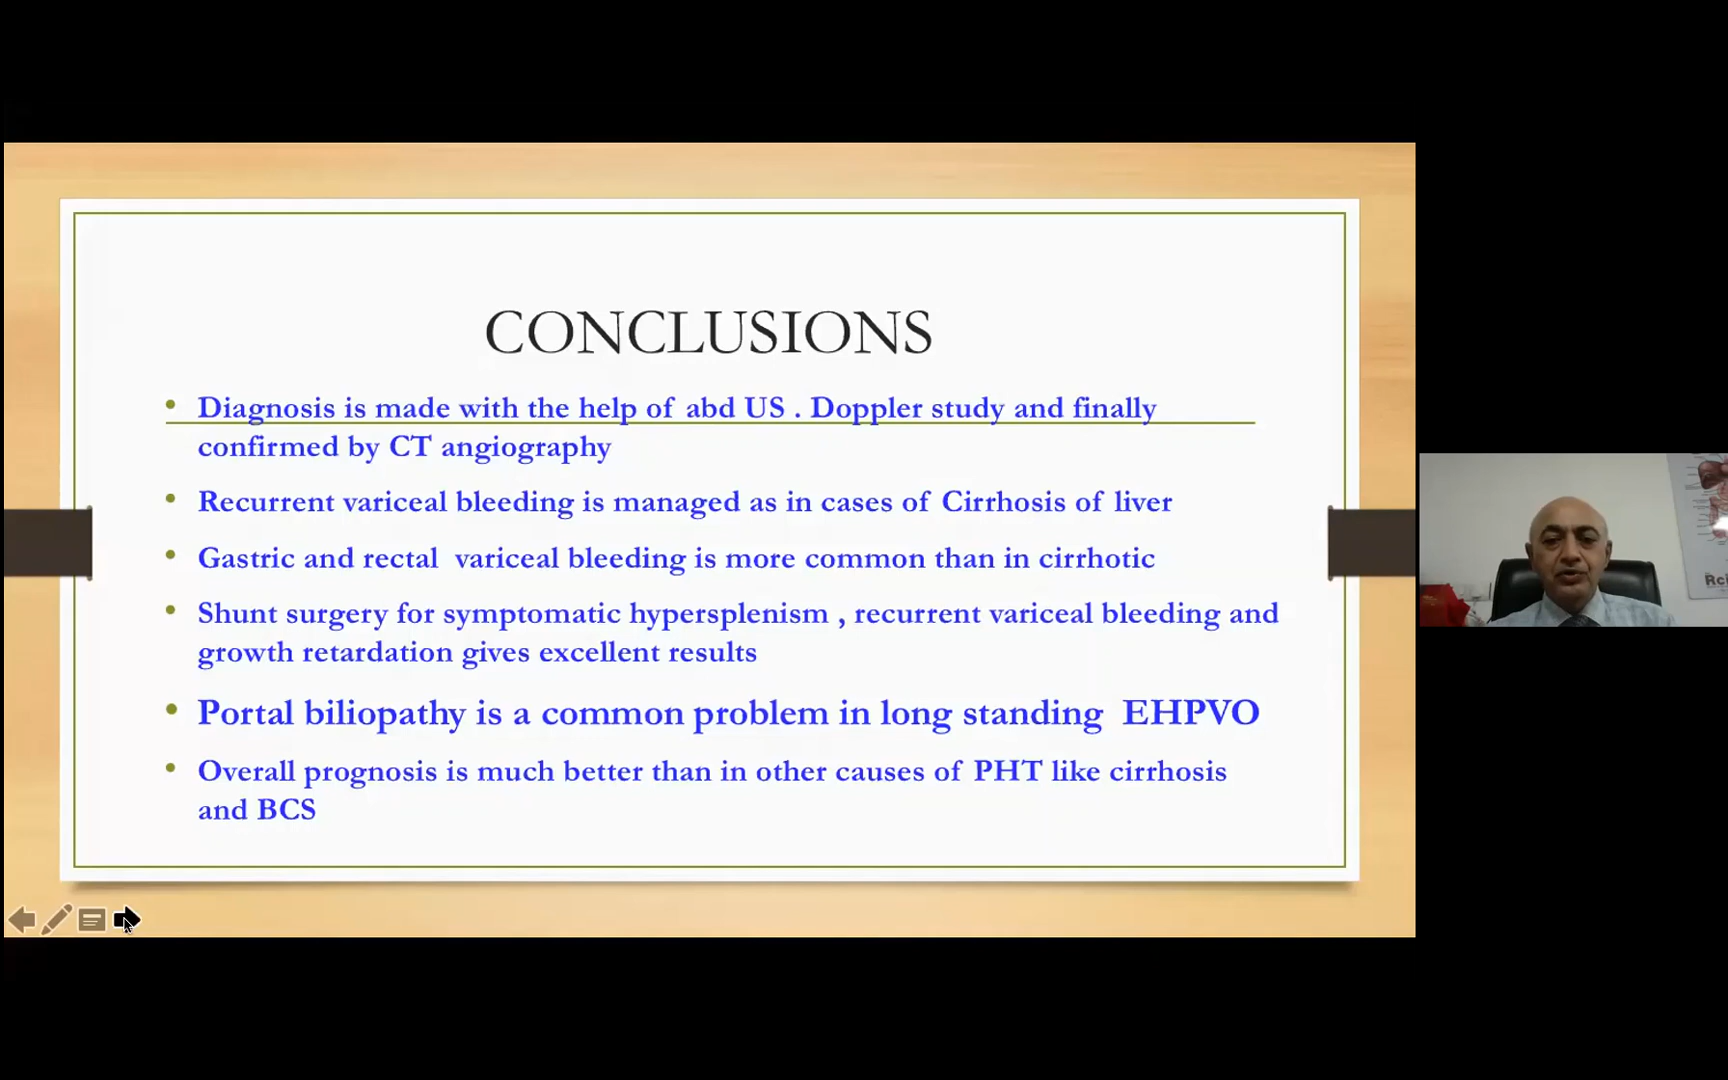 CONCLUSIONS
• Diagnosis is made with the help of abd US . Doppler study and finally
confirmed by CT angiography
• Recurrent variceal bleeding is managed as in cases of Cirrhosis of liver
• Gastric and rectal variceal bleeding is more common than in cirrhotic
• Shunt surgery for symptomatic hypersplenism , recurrent variceal bleeding and
growth retardation gives excellent results
• Portal biliopathy is a common problem in long standing EHPVO
• Overall prognosis is much better than in other causes of PHT like cirrhosis
and BCS